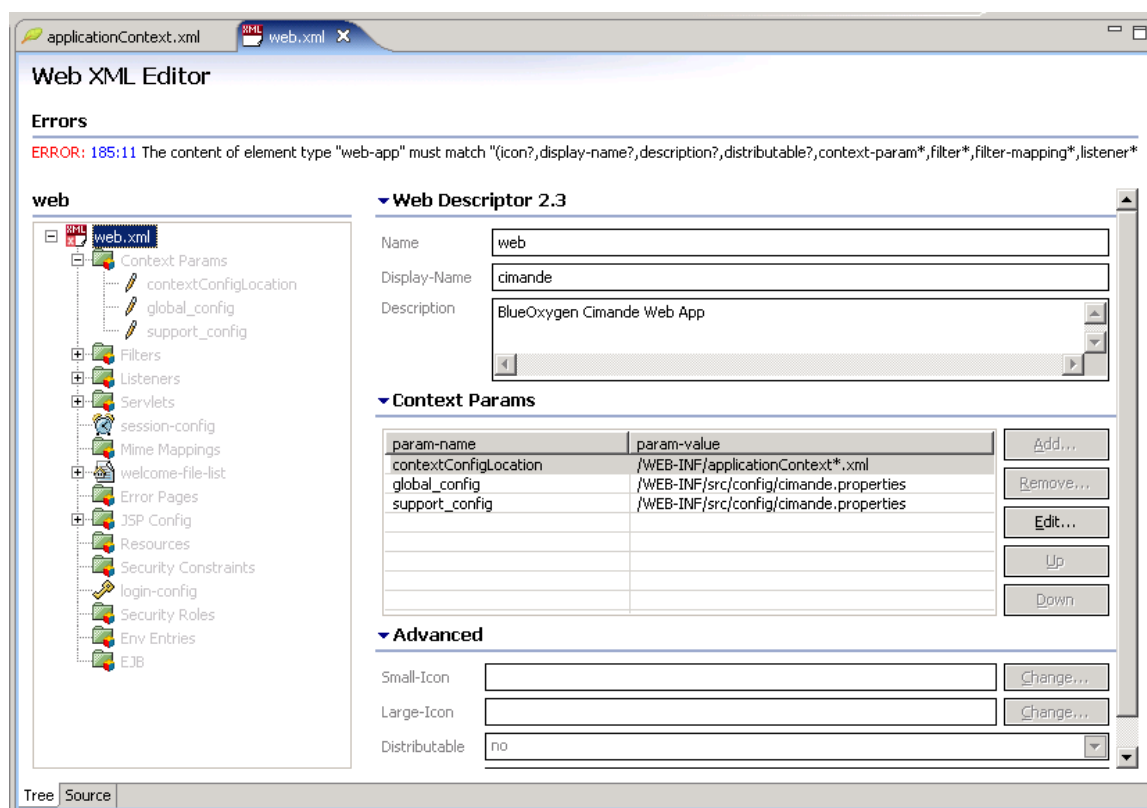 applicationContext.xml
web.xml
Web XML Editor
Errors
ERROR: 185:11 The content of element type "web-app" must match "(icon?,display-name?,description?,distributable?,context-param*,filter*,filter-mapping*,listener*
web
web.xml
Context Params
contextConfigLocation
global_config
support_config
Filters
Listeners
Servlets
session-config
Mime Mappings
welcome-file-list
Error Pages
JSP Config
Resources
Security Constraints
login-config
Security Roles
Env Entries
EJB
Web Descriptor 2.3
Name web
Display-Name cimande
Description BlueOxygen Cimande Web App
Context Params
param-name param-value
contextConfigLocation /WEB-INF/applicationContext*.xml
global_config /WEB-INF/src/config/cimande.properties
support_config /WEB-INF/src/config/cimande.properties
Add...
Remove...
Edit...
Up
Down
Advanced
Small-Icon Change...
Large-Icon Change...
Distributable no
Tree Source